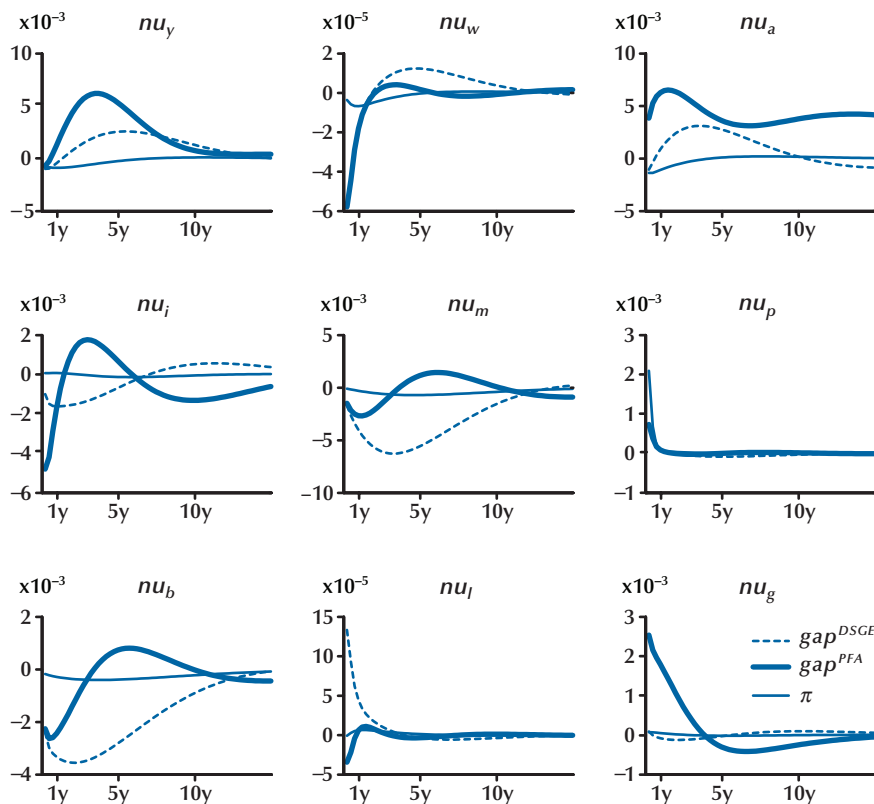 x10⁻³ nu_y x10⁻⁵ nu_w x10⁻³ nu_a
10 2 10
5 0 5
0 −2 0
−5 −4 −5
−6
1y 5y 10y 1y 5y 10y 1y 5y 10y
x10⁻³ nu_i x10⁻³ nu_m x10⁻³ nu_p
2 5 3
0 0 2
−2 −5 1
−4 −10 0
−6 −1
1y 5y 10y 1y 5y 10y 1y 5y 10y
x10⁻³ nu_b x10⁻⁵ nu_l x10⁻³ nu_g
2 15 3
0 10 2
−2 5 1
−4 0 0
−5 −1
gap^DSGE
gap^PFA
π
1y 5y 10y 1y 5y 10y 1y 5y 10y